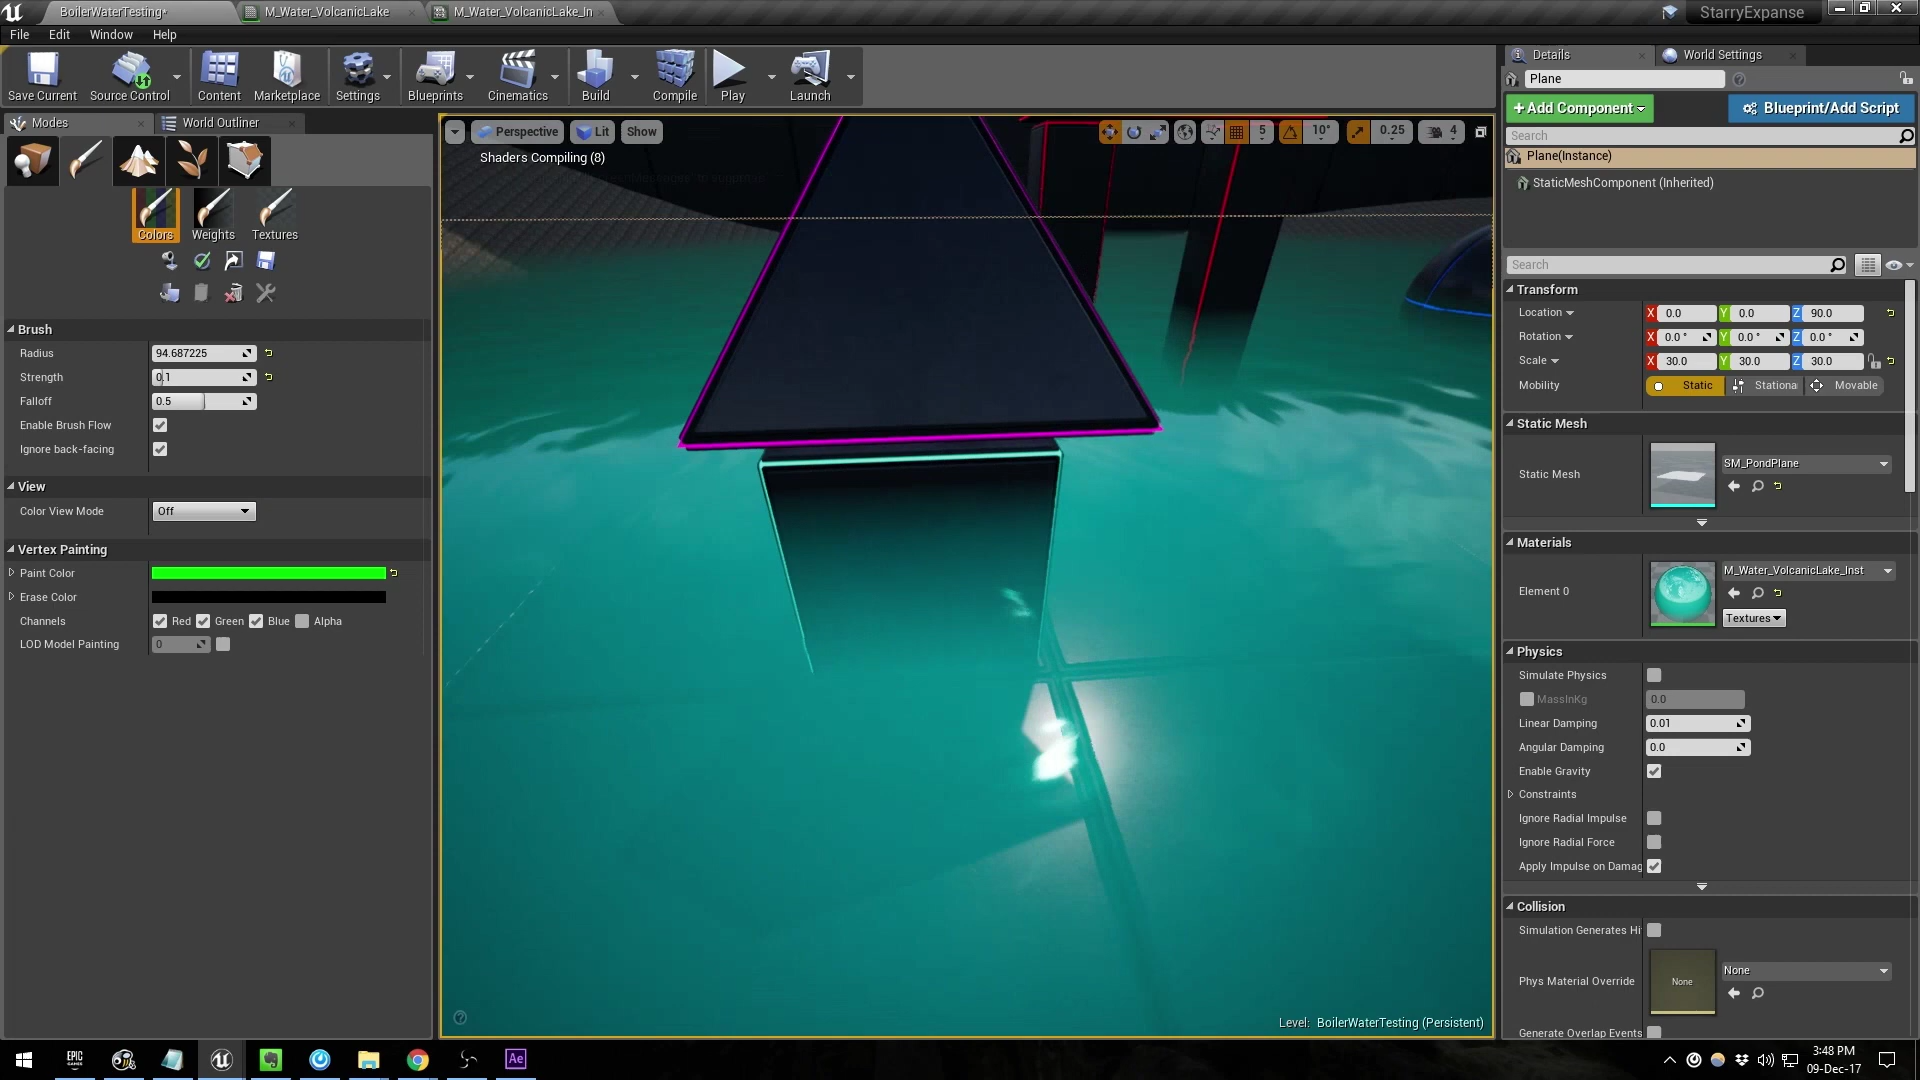 BoilerWaterTesting*
M_Water_VolcanicLake
M_Water_VolcanicLake_In
StarryExpanse
File Edit Window Help
Save Current
Source Control
Content
Marketplace
Settings
Blueprints
Cinematics
Build
Compile
Play
Launch
Modes
World Outliner
Colors
Weights
Textures
Brush
Radius 94.687225
Strength 0.1
Falloff 0.5
Enable Brush Flow
Ignore back-facing
View
Color View Mode Off
Vertex Painting
Paint Color
Erase Color
Channels Red Green Blue Alpha
LOD Model Painting 0
Perspective Lit Show 5 10° 0.25 4
Shaders Compiling (8)
Level: BoilerWaterTesting (Persistent)
Details
World Settings
Plane
+Add Component
Blueprint/Add Script
Search
Plane(Instance)
StaticMeshComponent (Inherited)
Search
Transform
Location X 0.0 Y 0.0 Z 90.0
Rotation X 0.0° Y 0.0° Z 0.0°
Scale X 30.0 Y 30.0 Z 30.0
Mobility Static Stationa Movable
Static Mesh
Static Mesh
SM_PondPlane
Materials
Element 0
M_Water_VolcanicLake_Inst
Textures
Physics
Simulate Physics
MassInKg 0.0
Linear Damping 0.01
Angular Damping 0.0
Enable Gravity
Constraints
Ignore Radial Impulse
Ignore Radial Force
Apply Impulse on Damag
Collision
Simulation Generates Hi
Phys Material Override
None
None
Generate Overlap Events
EPIC GAMES
Ae
3:48 PM
09-Dec-17